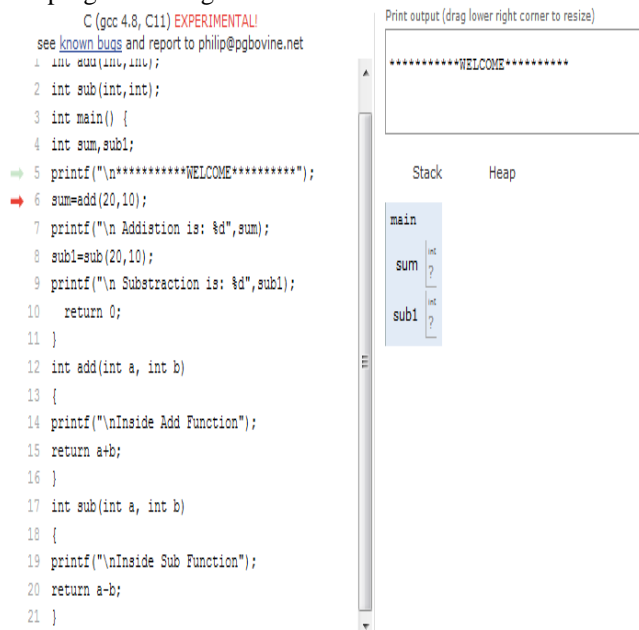 C (gcc 4.8, C11) EXPERIMENTAL!
see known bugs and report to philip@pgbovine.net
1 int add(int,int);
2 int sub(int,int);
3 int main() {
4 int sum,sub1;
5 printf("\n***********WELCOME**********");
6 sum=add(20,10);
7 printf("\n Addistion is: %d",sum);
8 sub1=sub(20,10);
9 printf("\n Substraction is: %d",sub1);
10 return 0;
11 }
12 int add(int a, int b)
13 {
14 printf("\nInside Add Function");
15 return a+b;
16 }
17 int sub(int a, int b)
18 {
19 printf("\nInside Sub Function");
20 return a-b;
21 }
Print output (drag lower right corner to resize)
***********WELCOME**********
Stack Heap
main
int
sum ?
int
sub1 ?